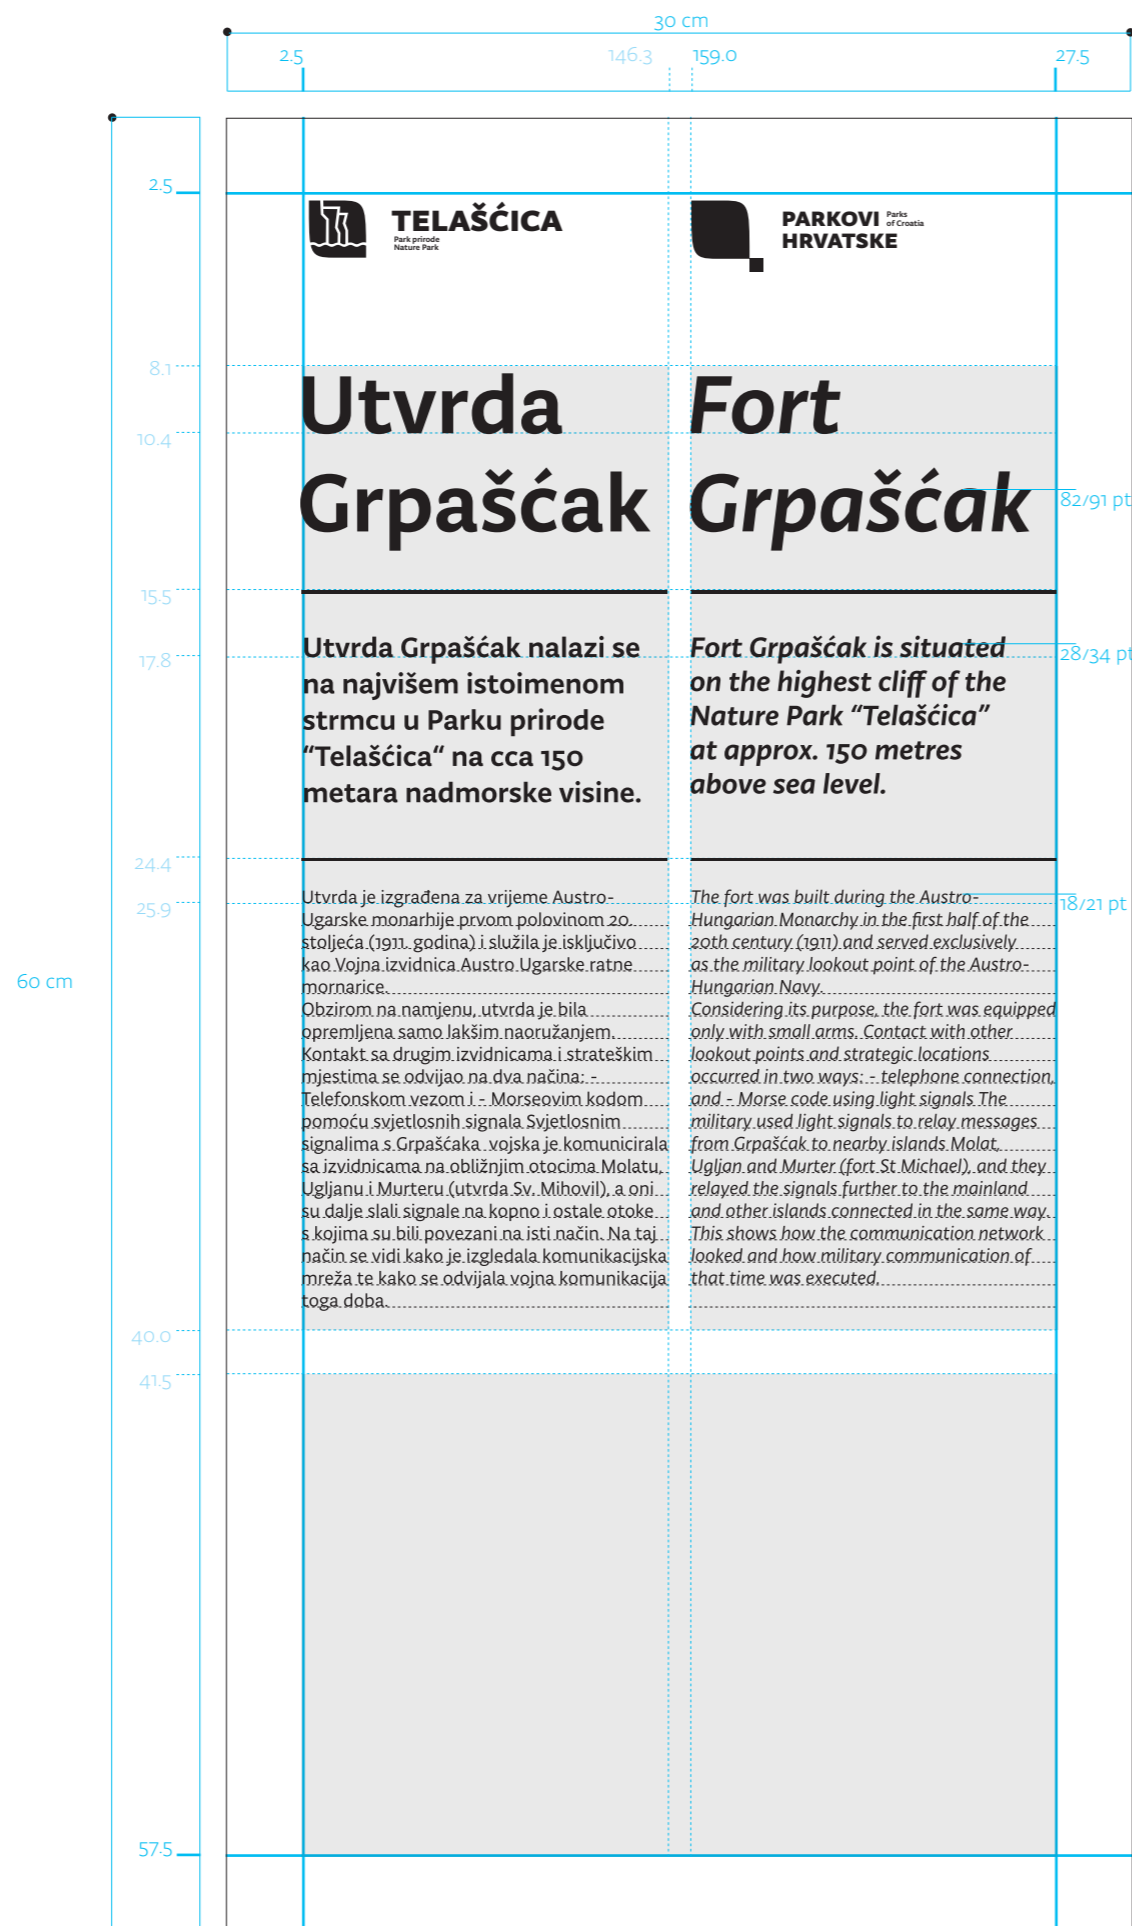 30 cm
2.5
146.3
159.0
27.5
2.5
TELAŠĆICA
Park prirode
Nature Park
PARKOVI
HRVATSKE
Parks
of Croatia
8.1
10.4
Utvrda
Grpašćak
Fort
Grpašćak
82/91 pt
15.5
17.8
Utvrda Grpašćak nalazi se
na najvišem istoimenom
strmcu u Parku prirode
“Telašćica“ na cca 150
metara nadmorske visine.
Fort Grpašćak is situated
on the highest cliff of the
Nature Park “Telašćica”
at approx. 150 metres
above sea level.
28/34 pt
24.4
25.9
Utvrda je izgrađena za vrijeme Austro-
Ugarske monarhije prvom polovinom 20.
stoljeća (1911. godina) i služila je isključivo
kao Vojna izvidnica Austro Ugarske ratne
mornarice.
Obzirom na namjenu, utvrda je bila
opremljena samo lakšim naoružanjem.
Kontakt sa drugim izvidnicama i strateškim
mjestima se odvijao na dva načina: -
Telefonskom vezom i - Morseovim kodom
pomoću svjetlosnih signala Svjetlosnim
signalima s Grpašćaka  vojska je komunicirala
sa izvidnicama na obližnjim otocima Molatu,
Ugljanu i Murteru (utvrda Sv. Mihovil), a oni
su dalje slali signale na kopno i ostale otoke
s kojima su bili povezani na isti način. Na taj
način se vidi kako je izgledala komunikacijska
mreža te kako se odvijala vojna komunikacija
toga doba.
The fort was built during the Austro-
Hungarian Monarchy in the first half of the
20th century (1911) and served exclusively
as the military lookout point of the Austro-
Hungarian Navy.
Considering its purpose, the fort was equipped
only with small arms. Contact with other
lookout points and strategic locations
occurred in two ways: - telephone connection,
and - Morse code using light signals The
military used light signals to relay messages
from Grpašćak to nearby islands Molat,
Ugljan and Murter (fort St Michael), and they
relayed the signals further to the mainland
and other islands connected in the same way.
This shows how the communication network
looked and how military communication of
that time was executed.
18/21 pt
60 cm
40.0
41.5
57.5